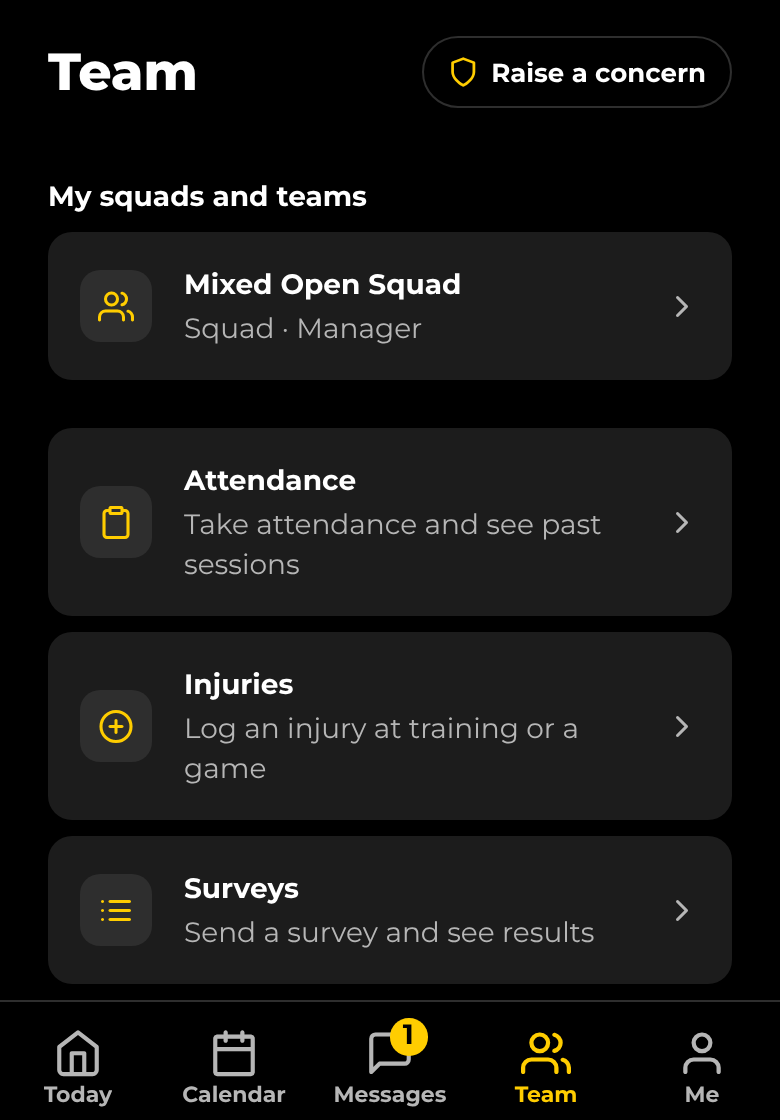 Team
Raise a concern
My squads and teams
Mixed Open Squad
Squad · Manager
Attendance
Take attendance and see past
sessions
Injuries
Log an injury at training or a
game
Surveys
Send a survey and see results
1
Today
Calendar
Messages
Team
Me